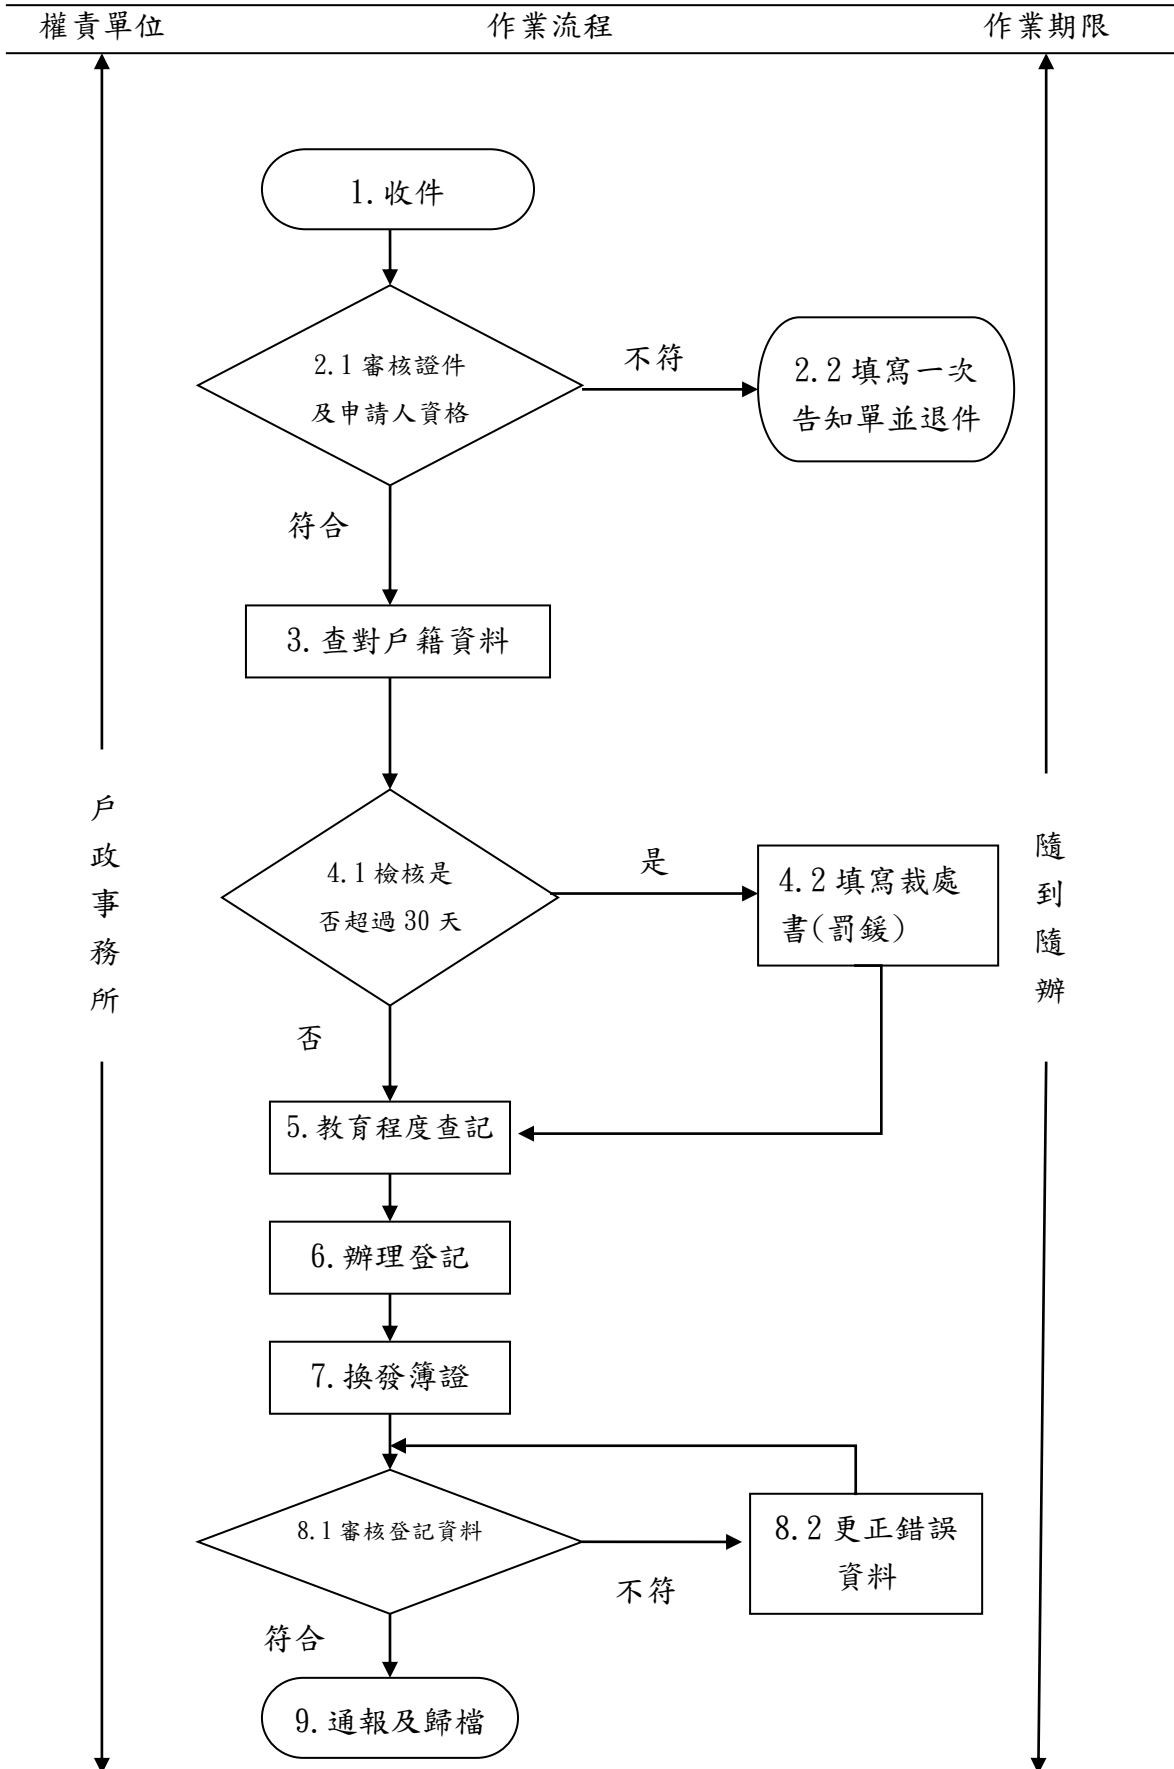 權責單位
作業流程
作業期限
1.收件
2.1審核證件
及申請人資格
不符
2.2填寫一次
告知單並退件
符合
3.查對戶籍資料
戶
政
事
務
所
4.1檢核是
否超過30天
是
4.2填寫裁處
書(罰鍰)
隨
到
隨
辦
否
5.教育程度查記
6.辦理登記
7.換發簿證
8.1審核登記資料
不符
8.2更正錯誤
資料
符合
9.通報及歸檔